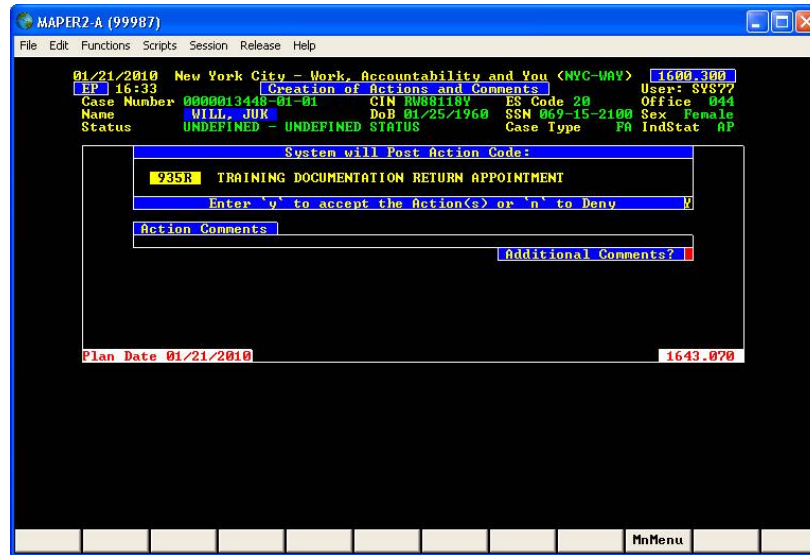 MAPER2-A (99987)
File Edit Functions Scripts Session Release Help
01/21/2010 New York City - Work, Accountability and You (NYC-WAY) 1600.300
EP 16:33 Creation of Actions and Comments User: SYS77
Case Number 0000013448-01-01 CIN RW88118Y ES Code 20 Office 044
Name WILL, JUK DoB 01/25/1960 SSN 069-15-2100 Sex Female
Status UNDEFINED - UNDEFINED STATUS Case Type FA IndStat AP
System will Post Action Code:
935R TRAINING DOCUMENTATION RETURN APPOINTMENT
Enter `y` to accept the Action(s) or `n` to Deny Y
Action Comments
Additional Comments?
Plan Date 01/21/2010 1643.070
MnMenu